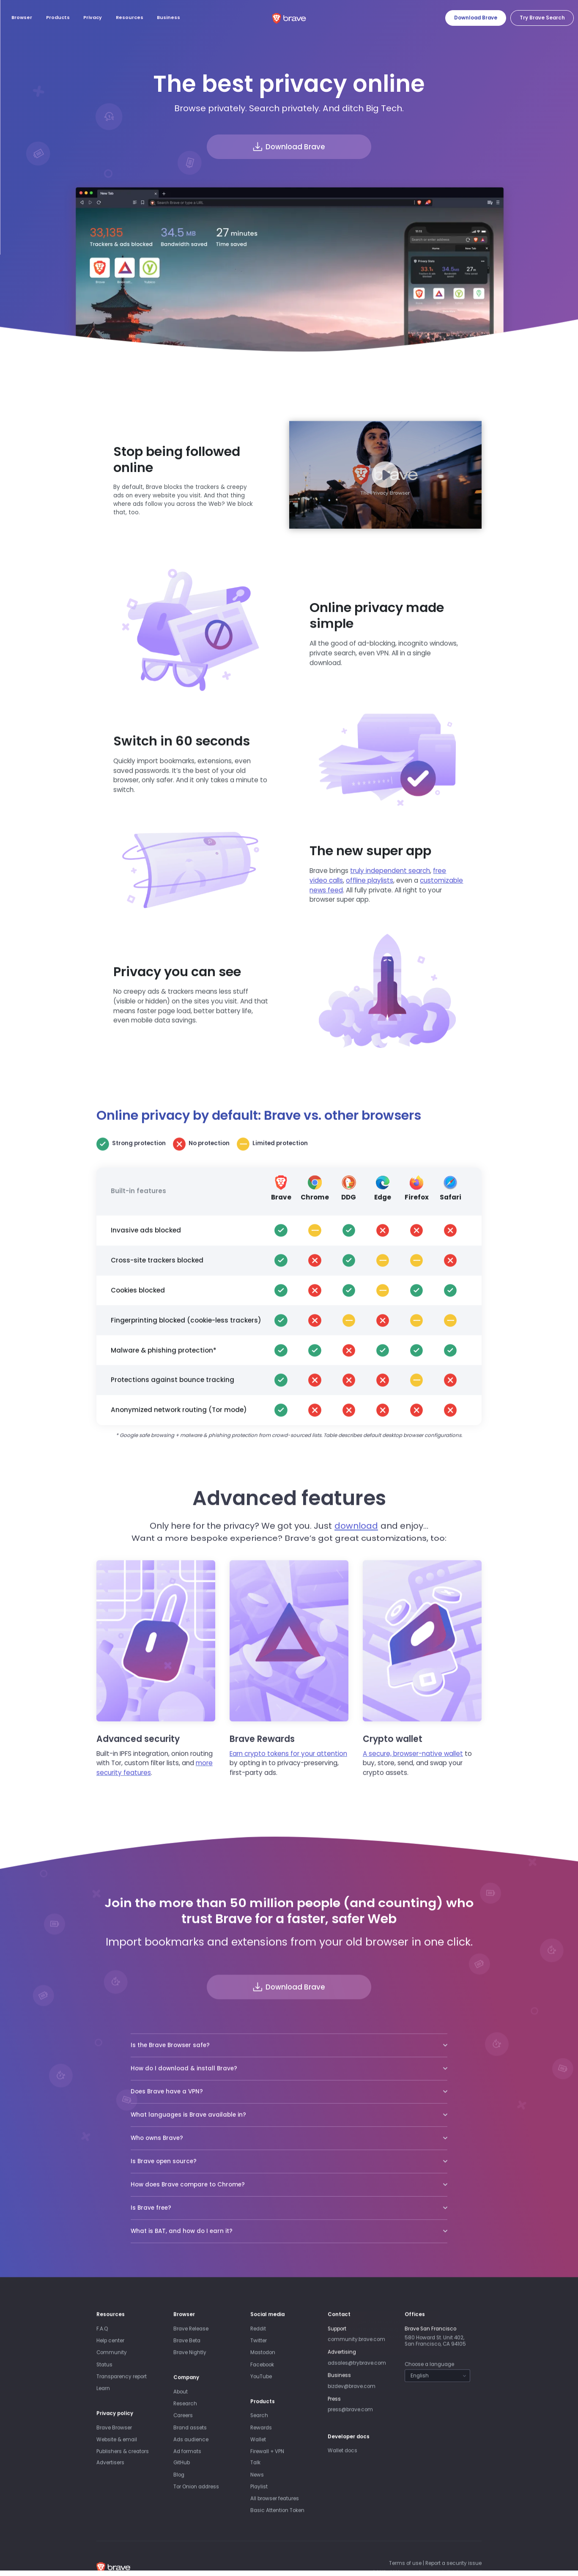 Browser Products Privacy Resources Business
brave
Download Brave
Try Brave Search
The best privacy online
Browse privately. Search privately. And ditch Big Tech.
Download Brave
New Tab
Search Brave or type a URL
33,135 34.5 MB 27 minutes
Trackers & ads blocked Bandwidth saved Time saved
Brave
Stop being followed
online
By default, Brave blocks the trackers & creepy
ads on every website you visit. And that thing
where ads follow you across the Web? We block
that, too.
brave
The Privacy Browser
Online privacy made
simple
All the good of ad-blocking, incognito windows,
private search, even VPN. All in a single
download.
Switch in 60 seconds
Quickly import bookmarks, extensions, even
saved passwords. It's the best of your old
browser, only safer. And it only takes a minute to
switch.
The new super app
Brave brings truly independent search, free
video calls, offline playlists, even a customizable
news feed. All fully private. All right to your
browser super app.
Privacy you can see
No creepy ads & trackers means less stuff
(visible or hidden) on the sites you visit. And that
means faster page load, better battery life,
even mobile data savings.
Online privacy by default: Brave vs. other browsers
Strong protection No protection Limited protection
Built-in features Brave Chrome DDG Edge Firefox Safari
Invasive ads blocked
Cross-site trackers blocked
Cookies blocked
Fingerprinting blocked (cookie-less trackers)
Malware & phishing protection*
Protections against bounce tracking
Anonymized network routing (Tor mode)
* Google safe browsing + malware & phishing protection from crowd-sourced lists. Table describes default desktop browser configurations.
Advanced features
Only here for the privacy? We got you. Just download and enjoy...
Want a more bespoke experience? Brave's got great customizations, too:
Advanced security
Built-in IPFS integration, onion routing
with Tor, custom filter lists, and more
security features.
Brave Rewards
Earn crypto tokens for your attention
by opting in to privacy-preserving,
first-party ads.
Crypto wallet
A secure, browser-native wallet to
buy, store, send, and swap your
crypto assets.
Join the more than 50 million people (and counting) who
trust Brave for a faster, safer Web
Import bookmarks and extensions from your old browser in one click.
Download Brave
Is the Brave Browser safe?
How do I download & install Brave?
Does Brave have a VPN?
What languages is Brave available in?
Who owns Brave?
Is Brave open source?
How does Brave compare to Chrome?
Is Brave free?
What is BAT, and how do I earn it?
Resources
F.A.Q.
Help center
Community
Status
Transparency report
Learn
Privacy policy
Brave Browser
Website & email
Publishers & creators
Advertisers
Browser
Brave Release
Brave Beta
Brave Nightly
Company
About
Research
Careers
Brand assets
Ads audience
Ad formats
GitHub
Blog
Tor Onion address
Social media
Reddit
Twitter
Mastodon
Facebook
YouTube
Products
Search
Rewards
Wallet
Firewall + VPN
Talk
News
Playlist
All browser features
Basic Attention Token
Contact
Support
community.brave.com
Advertising
adsales@trybrave.com
Business
bizdev@brave.com
Press
press@brave.com
Developer docs
Wallet docs
Offices
Brave San Francisco
580 Howard St. Unit 402,
San Francisco, CA 94105
Choose a language
English
brave
Terms of use | Report a security issue